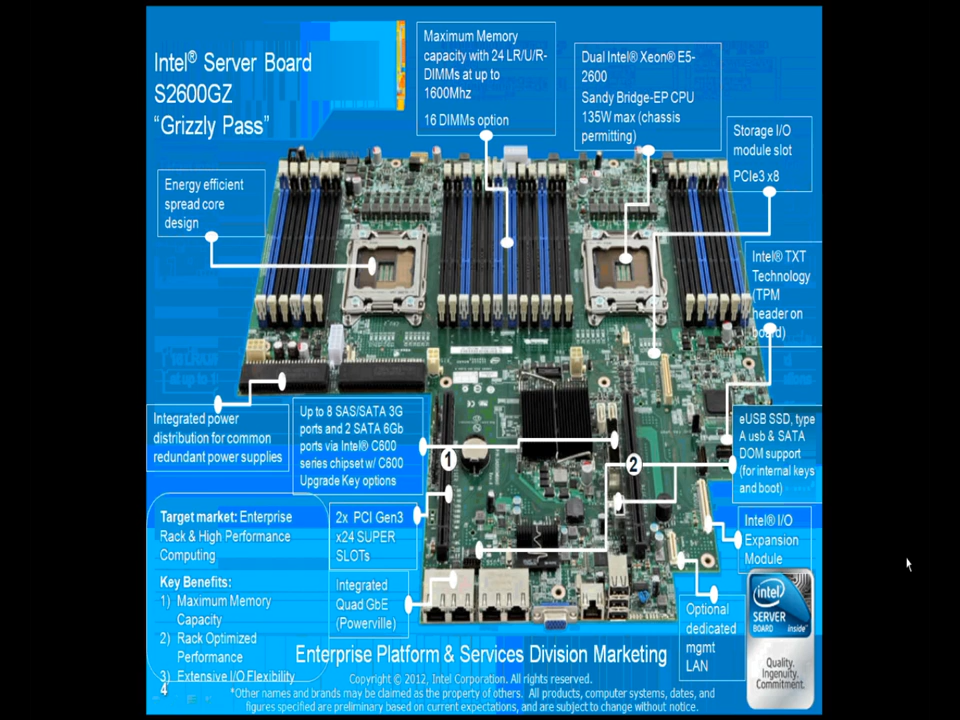 Intel® Server Board
S2600GZ
“Grizzly Pass”
Maximum Memory
capacity with 24 LR/U/R-
DIMMs at up to
1600Mhz
16 DIMMs option
Dual Intel® Xeon® E5-
2600
Sandy Bridge-EP CPU
135W max (chassis
permitting)
Storage I/O
module slot
PCIe3 x8
Energy efficient
spread core
design
Intel® TXT
Technology
(TPM
header on
board)
Integrated power
distribution for common
redundant power supplies
Up to 8 SAS/SATA 3G
ports and 2 SATA 6Gb
ports via Intel® C600
series chipset w/ C600
Upgrade Key options
1
2
eUSB SSD, type
A usb & SATA
DOM support
(for internal keys
and boot)
Target market: Enterprise
Rack & High Performance
Computing
Key Benefits:
1) Maximum Memory
Capacity
2) Rack Optimized
Performance
3) Extensive I/O Flexibility
2x PCI Gen3
x24 SUPER
SLOTs
Integrated
Quad GbE
(Powerville)
Intel® I/O
Expansion
Module
Optional
dedicated
mgmt
LAN
intel
SERVER
BOARD inside™
Quality.
Ingenuity.
Commitment.
Enterprise Platform & Services Division Marketing
4
Copyright © 2012, Intel Corporation. All rights reserved.
*Other names and brands may be claimed as the property of others. All products, computer systems, dates, and
figures specified are preliminary based on current expectations, and are subject to change without notice.